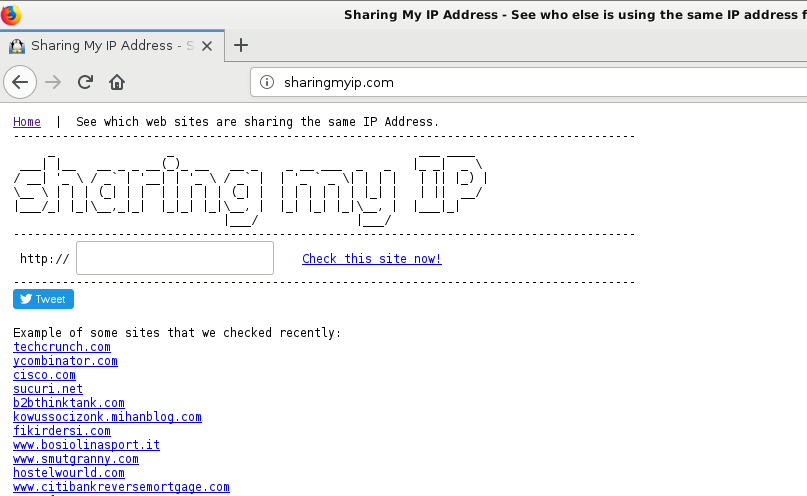 Sharing My IP Address - See who else is using the same IP address f
Sharing My IP Address - S
sharingmyip.com
Home | See which web sites are sharing the same IP Address.
sharing my IP
http:// Check this site now!
Tweet
Example of some sites that we checked recently:
techcrunch.com
ycombinator.com
cisco.com
sucuri.net
b2bthinktank.com
kowussocizonk.mihanblog.com
fikirdersi.com
www.bosiolinasport.it
www.smutgranny.com
hostelwourld.com
www.citibankreversemortgage.com